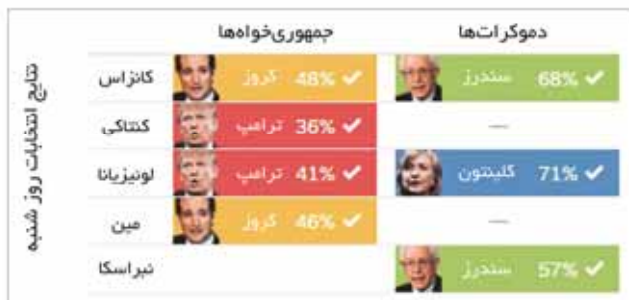 دموکرات‌ها جمهوری‌خواه‌ها
نتایج انتخابات روز شنبه
کانزاس کروز 48% ✔ سندرز 68% ✔
کنتاکی ترامپ 36% ✔ —
لوئیزیانا ترامپ 41% ✔ کلینتون 71% ✔
مین کروز 46% ✔ —
نبراسکا سندرز 57% ✔